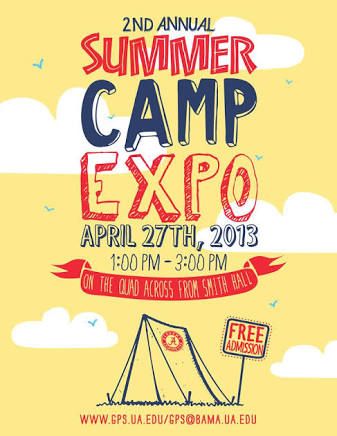 2ND ANNUAL
SUMMER
CAMP
EXPO
APRIL 27TH, 2013
1:00 PM - 3:00 PM
ON THE QUAD ACROSS FROM SMITH HALL
A
FREE
ADMISSION
WWW.GPS.UA.EDU/GPS@BAMA.UA.EDU